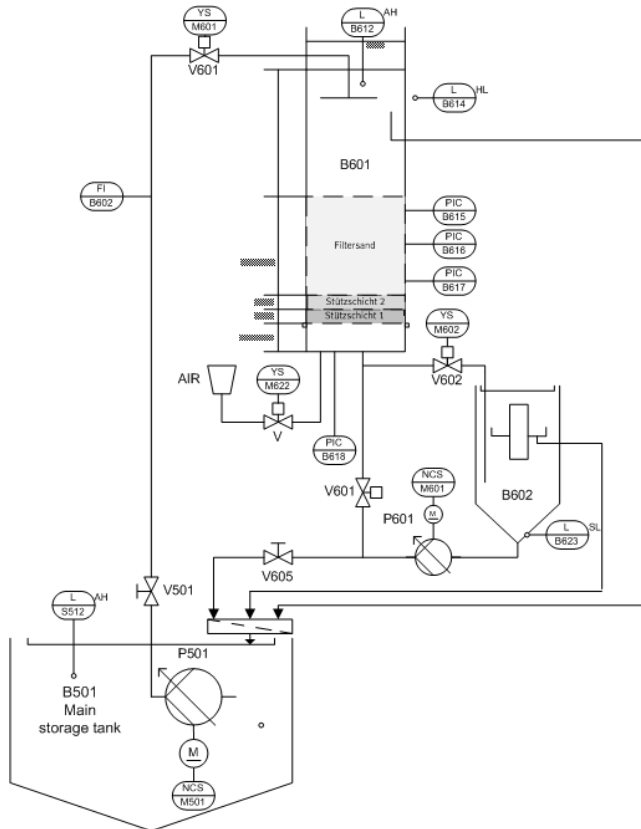 YS
M601
V601
L
AH
B612
L
HL
B614
B601
FI
B602
PIC
B615
PIC
B616
PIC
B617
Filtersand
Stützschicht 2
Stützschicht 1
YS
M602
V602
AIR
YS
M622
V
PIC
B618
V601
NCS
M601
P601
M
B602
L
SL
B623
V605
V501
L
AH
S512
P501
B501
Main
storage tank
M
NCS
M501